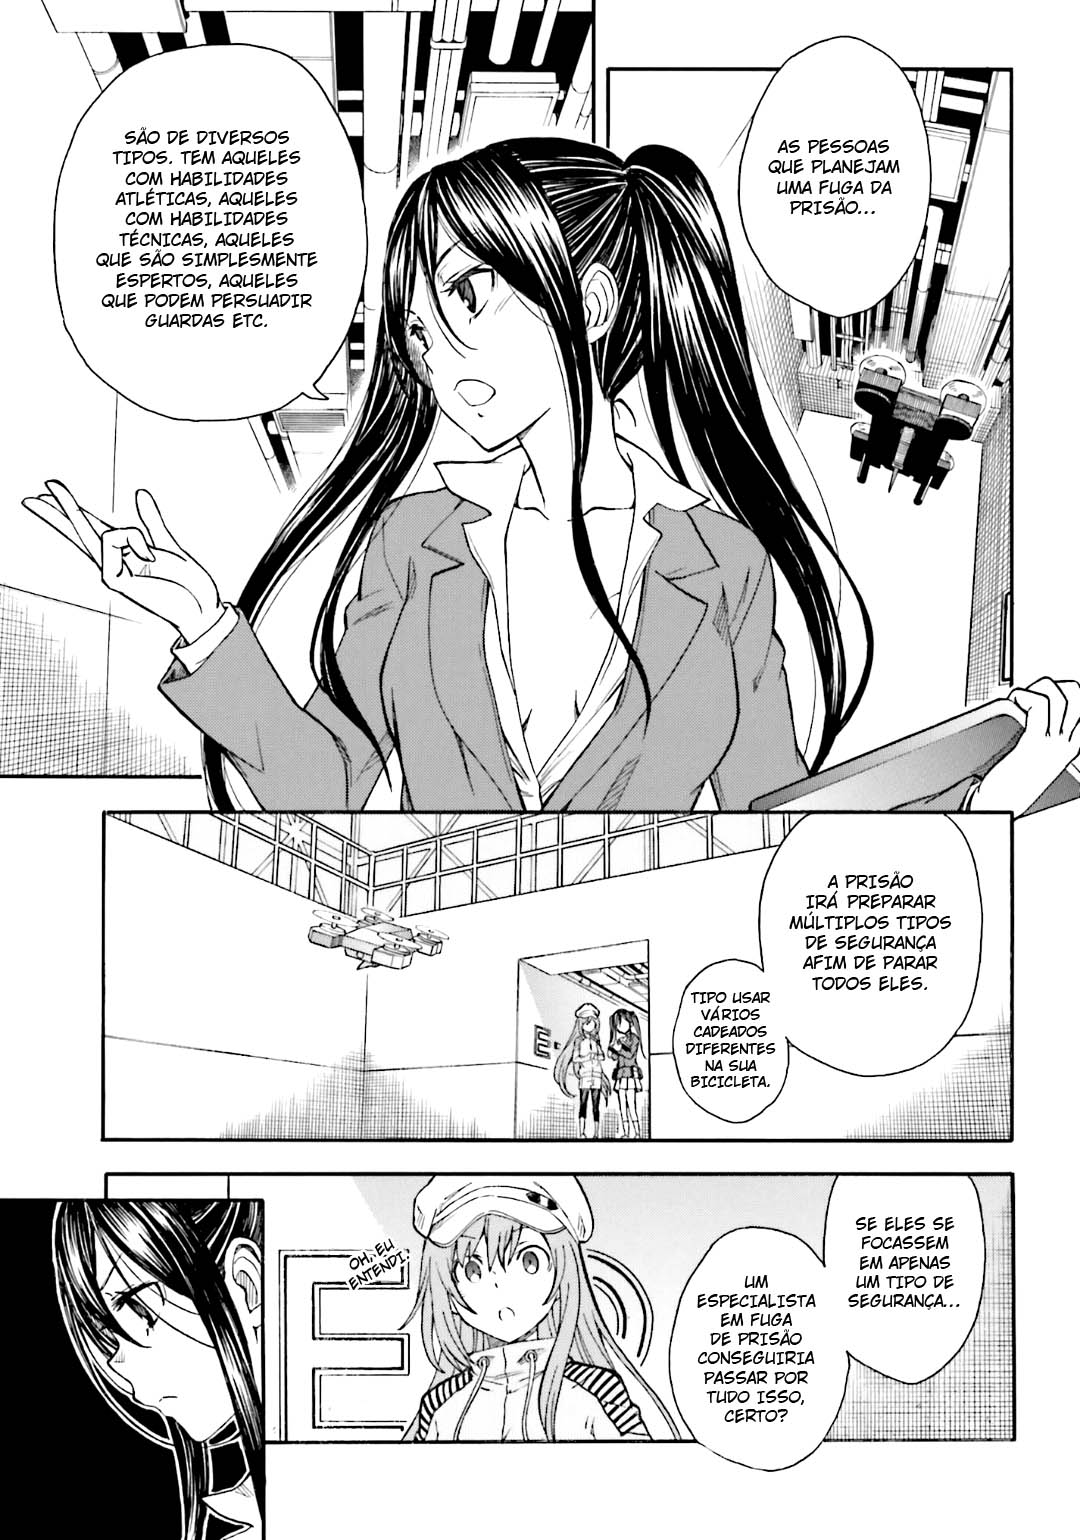 AS PESSOAS
QUE PLANEJAM
UMA FUGA DA
PRISÃO...
SÃO DE DIVERSOS
TIPOS. TEM AQUELES
COM HABILIDADES
ATLÉTICAS, AQUELES
COM HABILIDADES
TÉCNICAS, AQUELES
QUE SÃO SIMPLESMENTE
ESPERTOS, AQUELES
QUE PODEM PERSUADIR
GUARDAS ETC.
A PRISÃO
IRÁ PREPARAR
MÚLTIPLOS TIPOS
DE SEGURANÇA
AFIM DE PARAR
TODOS ELES.
TIPO USAR
VÁRIOS
CADEADOS
DIFERENTES
NA SUA
BICICLETA.
E
SE ELES SE
FOCASSEM
EM APENAS
UM TIPO DE
SEGURANÇA...
UM
ESPECIALISTA
EM FUGA
DE PRISÃO
CONSEGUIRIA
PASSAR POR
TUDO ISSO,
CERTO?
OH, EU
ENTENDI.
E